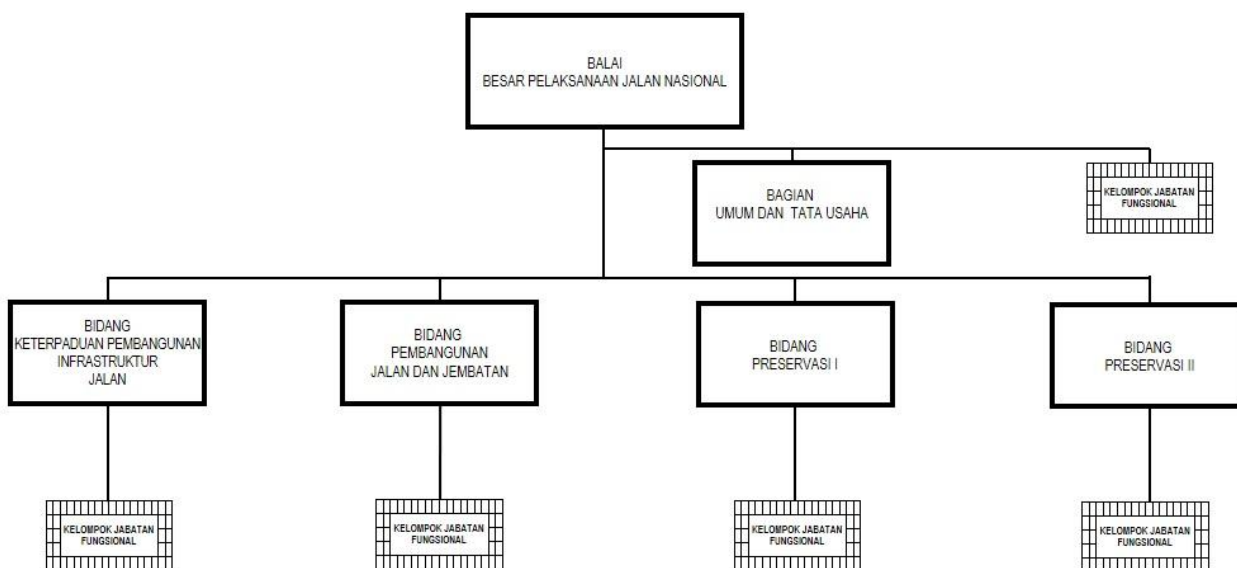 BALAI
BESAR PELAKSANAAN JALAN NASIONAL
BAGIAN
UMUM DAN TATA USAHA
KELOMPOK JABATAN
FUNGSIONAL
BIDANG
KETERPADUAN PEMBANGUNAN
INFRASTRUKTUR
JALAN
BIDANG
PEMBANGUNAN
JALAN DAN JEMBATAN
BIDANG
PRESERVASI I
BIDANG
PRESERVASI II
KELOMPOK JABATAN
FUNGSIONAL
KELOMPOK JABATAN
FUNGSIONAL
KELOMPOK JABATAN
FUNGSIONAL
KELOMPOK JABATAN
FUNGSIONAL